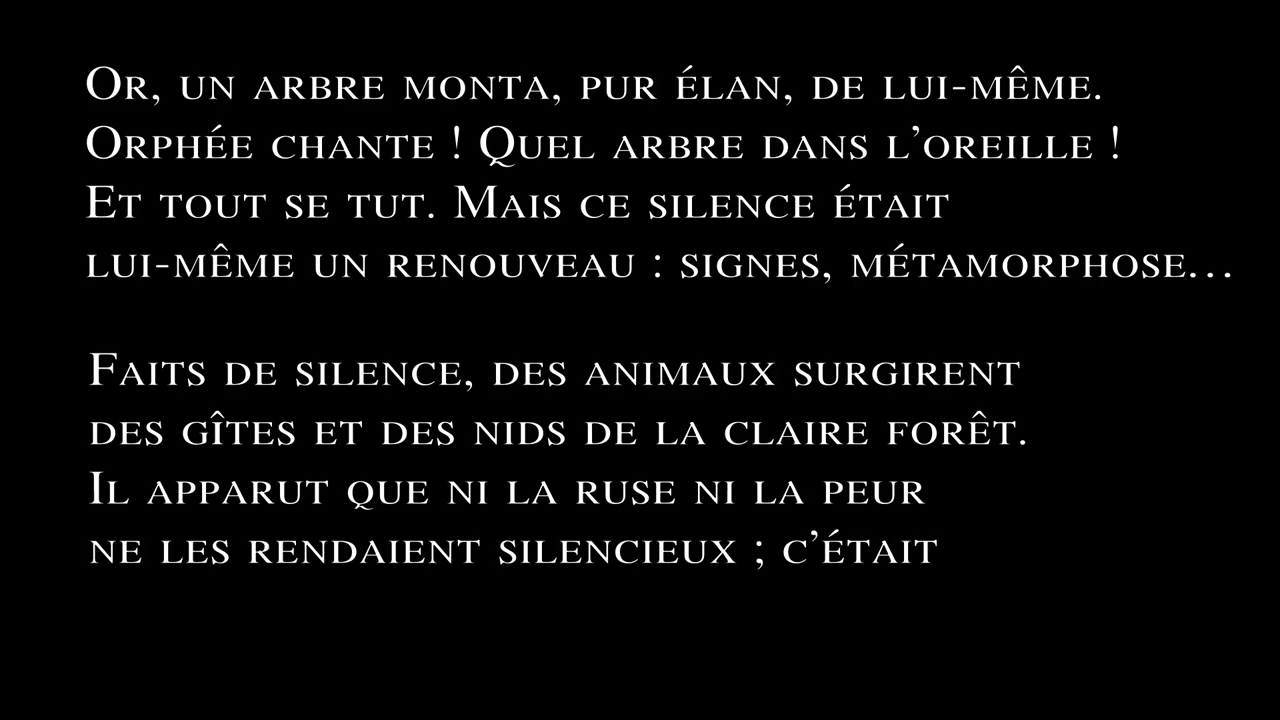 Or, un arbre monta, pur élan, de lui-même.
Orphée chante ! Quel arbre dans l’oreille !
Et tout se tut. Mais ce silence était
lui-même un renouveau : signes, métamorphose…
Faits de silence, des animaux surgirent
des gîtes et des nids de la claire forêt.
Il apparut que ni la ruse ni la peur
ne les rendaient silencieux ; c’était